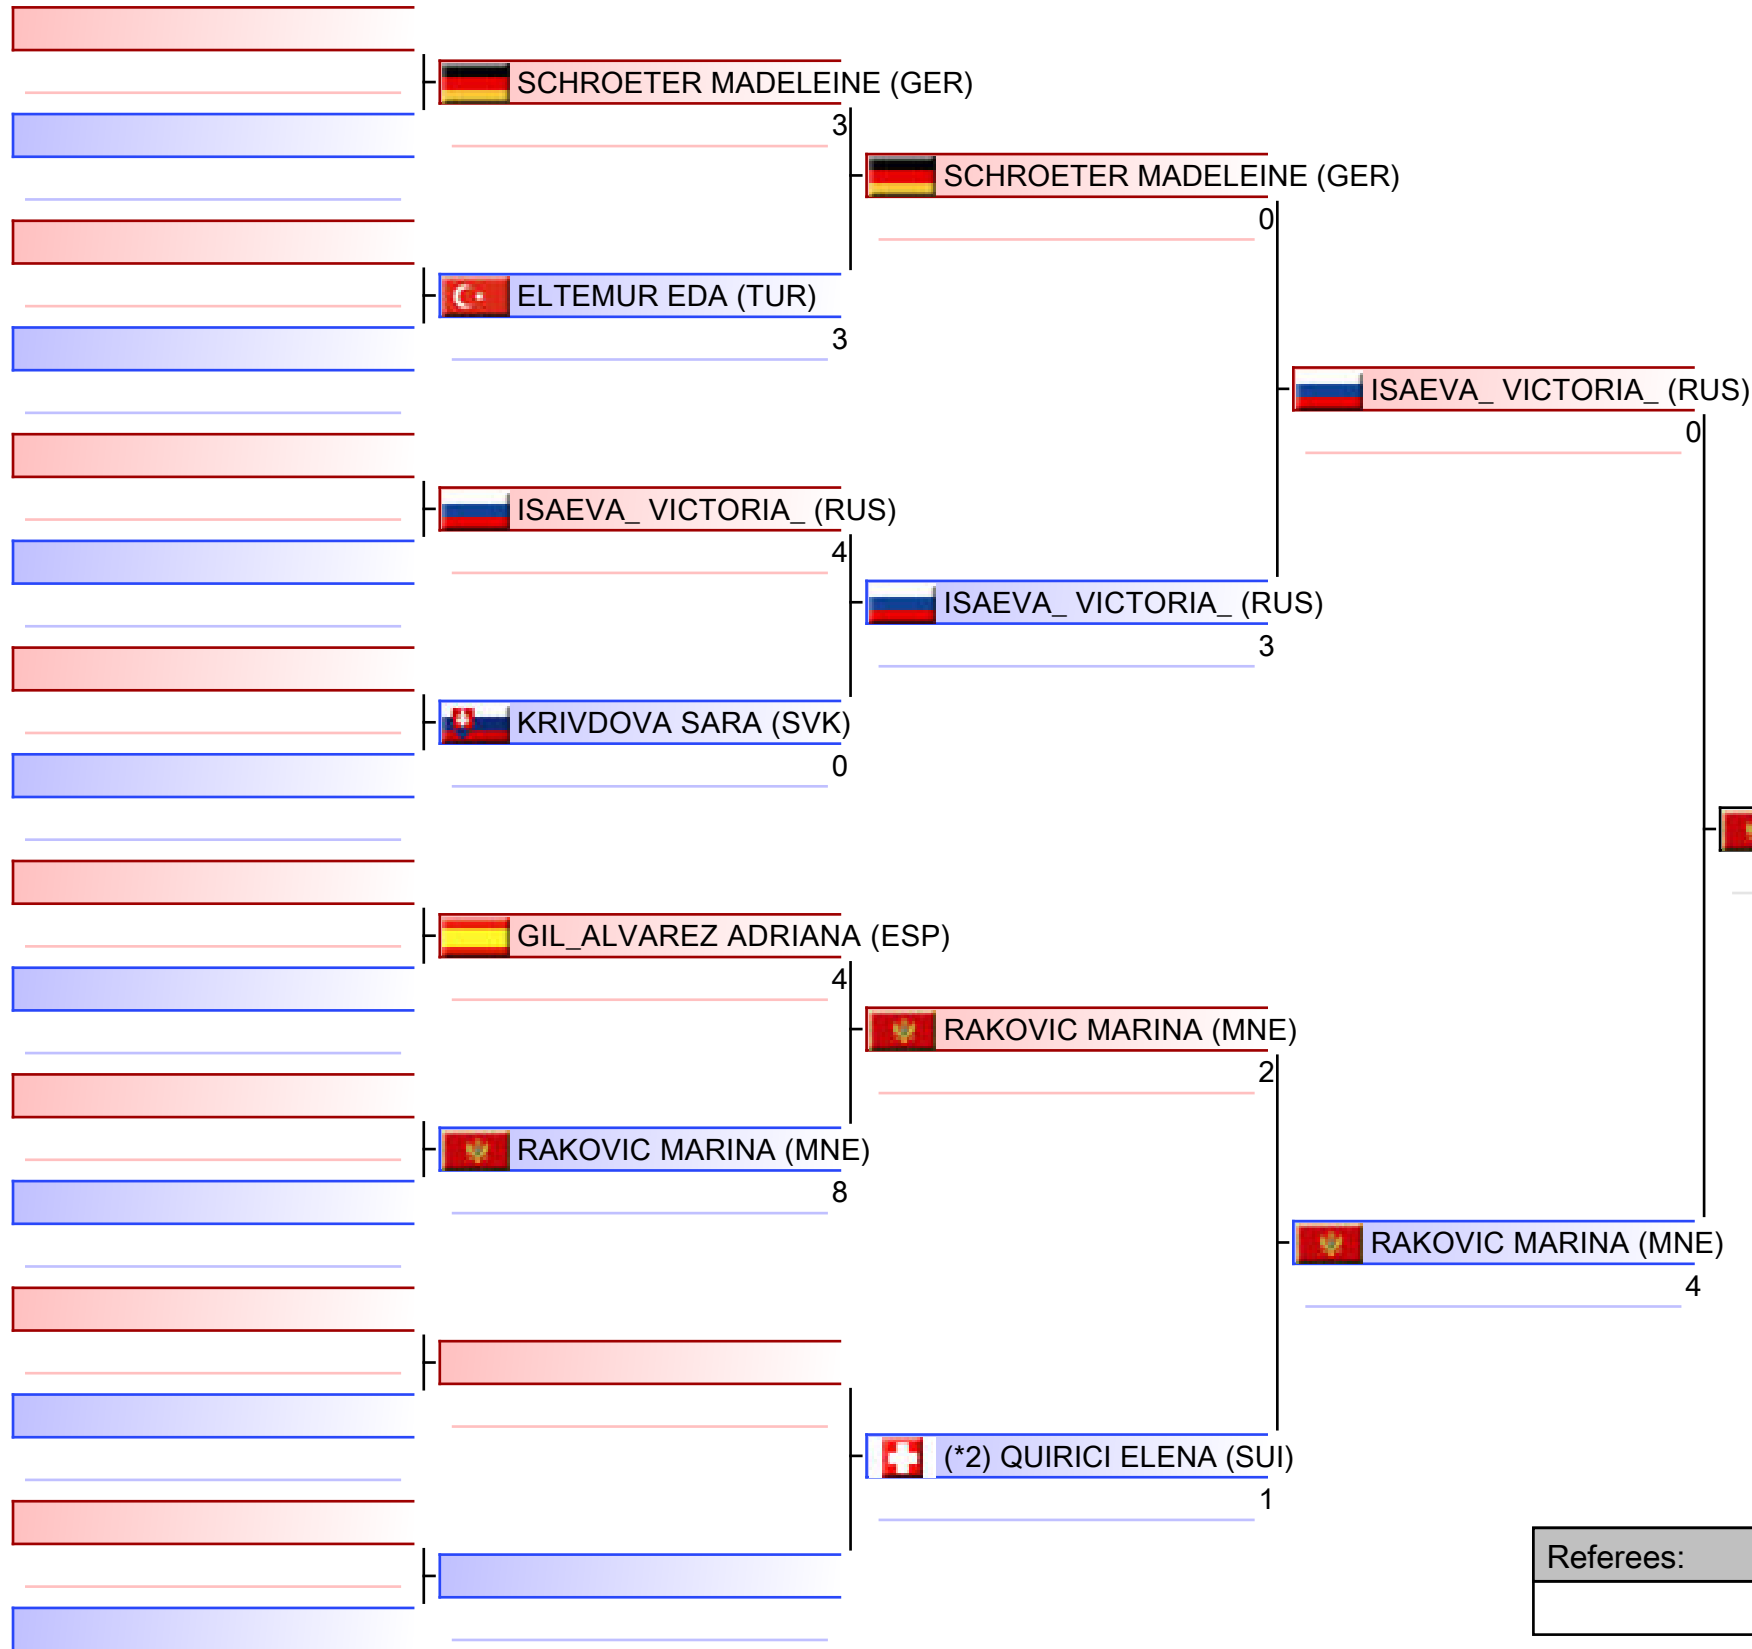 SCHROETER MADELEINE (GER)
3
SCHROETER MADELEINE (GER)
0
ELTEMUR EDA (TUR)
3
ISAEVA_ VICTORIA_ (RUS)
0
ISAEVA_ VICTORIA_ (RUS)
4
ISAEVA_ VICTORIA_ (RUS)
3
KRIVDOVA SARA (SVK)
0
GIL_ALVAREZ ADRIANA (ESP)
4
RAKOVIC MARINA (MNE)
2
RAKOVIC MARINA (MNE)
8
RAKOVIC MARINA (MNE)
4
(*2) QUIRICI ELENA (SUI)
1
Referees: